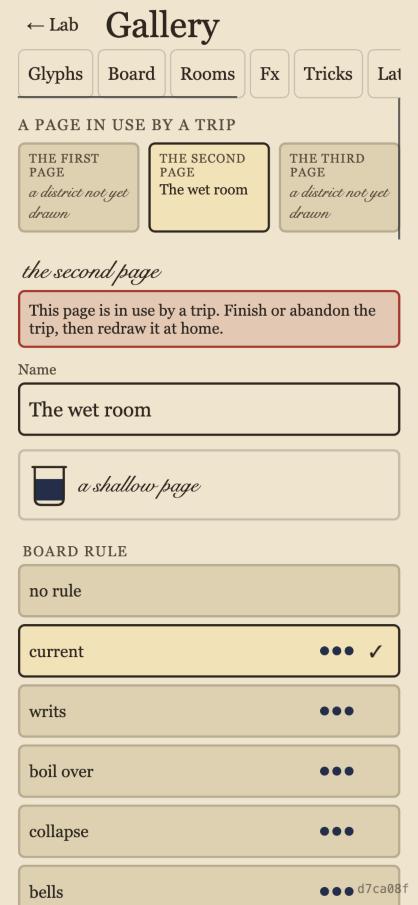 ← Lab Gallery
Glyphs Board Rooms Fx Tricks Lat
A PAGE IN USE BY A TRIP
THE FIRST PAGE
a district not yet drawn
THE SECOND PAGE
The wet room
THE THIRD PAGE
a district not yet drawn
the second page
This page is in use by a trip. Finish or abandon the
trip, then redraw it at home.
Name
The wet room
a shallow page
BOARD RULE
no rule
current ✓
writs
boil over
collapse
bells
d7ca08f